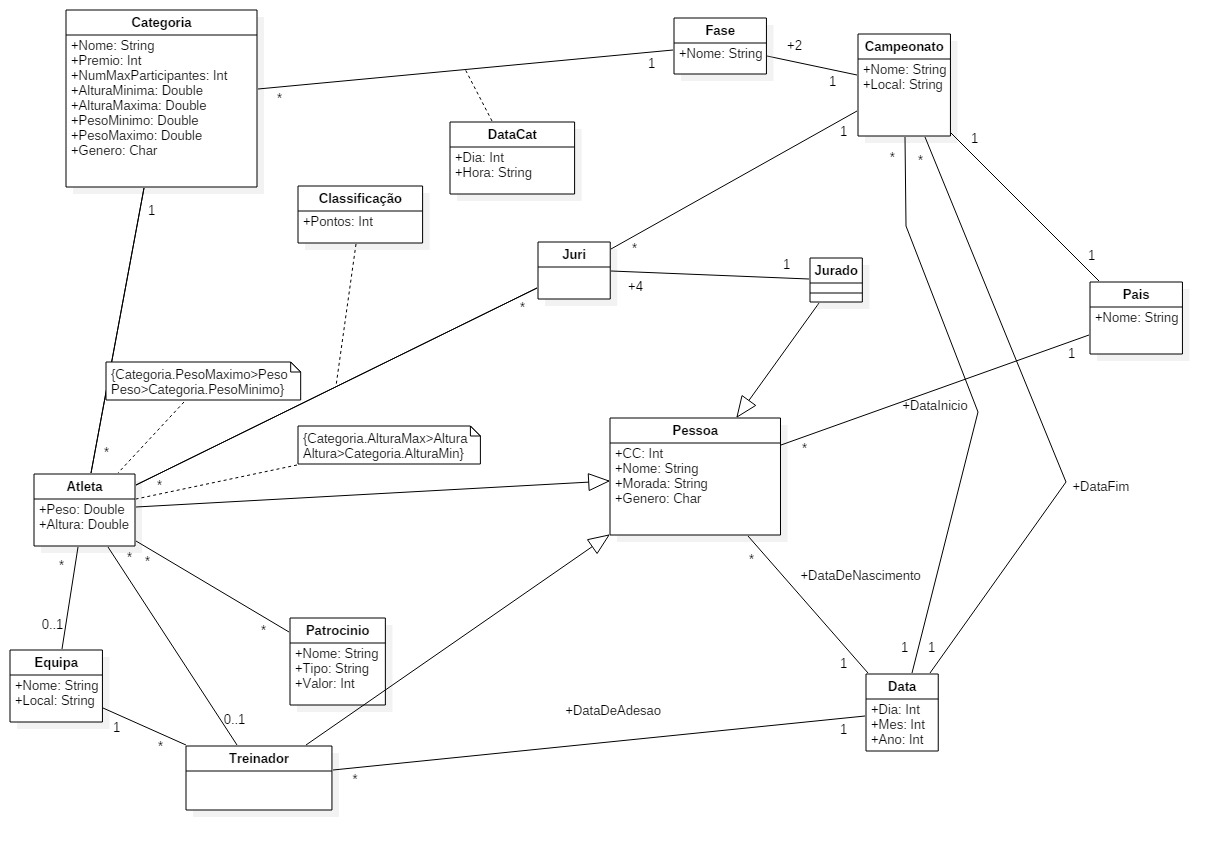 Categoria
+Nome: String
+Premio: Int
+NumMaxParticipantes: Int
+AlturaMinima: Double
+AlturaMaxima: Double
+PesoMinimo: Double
+PesoMaximo: Double
+Genero: Char
Fase
+Nome: String
+2
1
1
*
Campeonato
+Nome: String
+Local: String
DataCat
+Dia: Int
+Hora: String
1
*
*
1
Classificação
+Pontos: Int
1
Juri
*
+4
1
Jurado
1
Pais
+Nome: String
1
*
{Categoria.PesoMaximo>Peso
Peso>Categoria.PesoMinimo}
+DataInicio
{Categoria.AlturaMax>Altura
Altura>Categoria.AlturaMin}
Pessoa
+CC: Int
+Nome: String
+Morada: String
+Genero: Char
*
*
*
Atleta
+Peso: Double
+Altura: Double
+DataFim
*
*
*
*
+DataDeNascimento
0..1
*
Patrocinio
+Nome: String
+Tipo: String
+Valor: Int
Equipa
+Nome: String
+Local: String
1
1
1
Data
+Dia: Int
+Mes: Int
+Ano: Int
+DataDeAdesao
0..1
1
1
*
Treinador
*